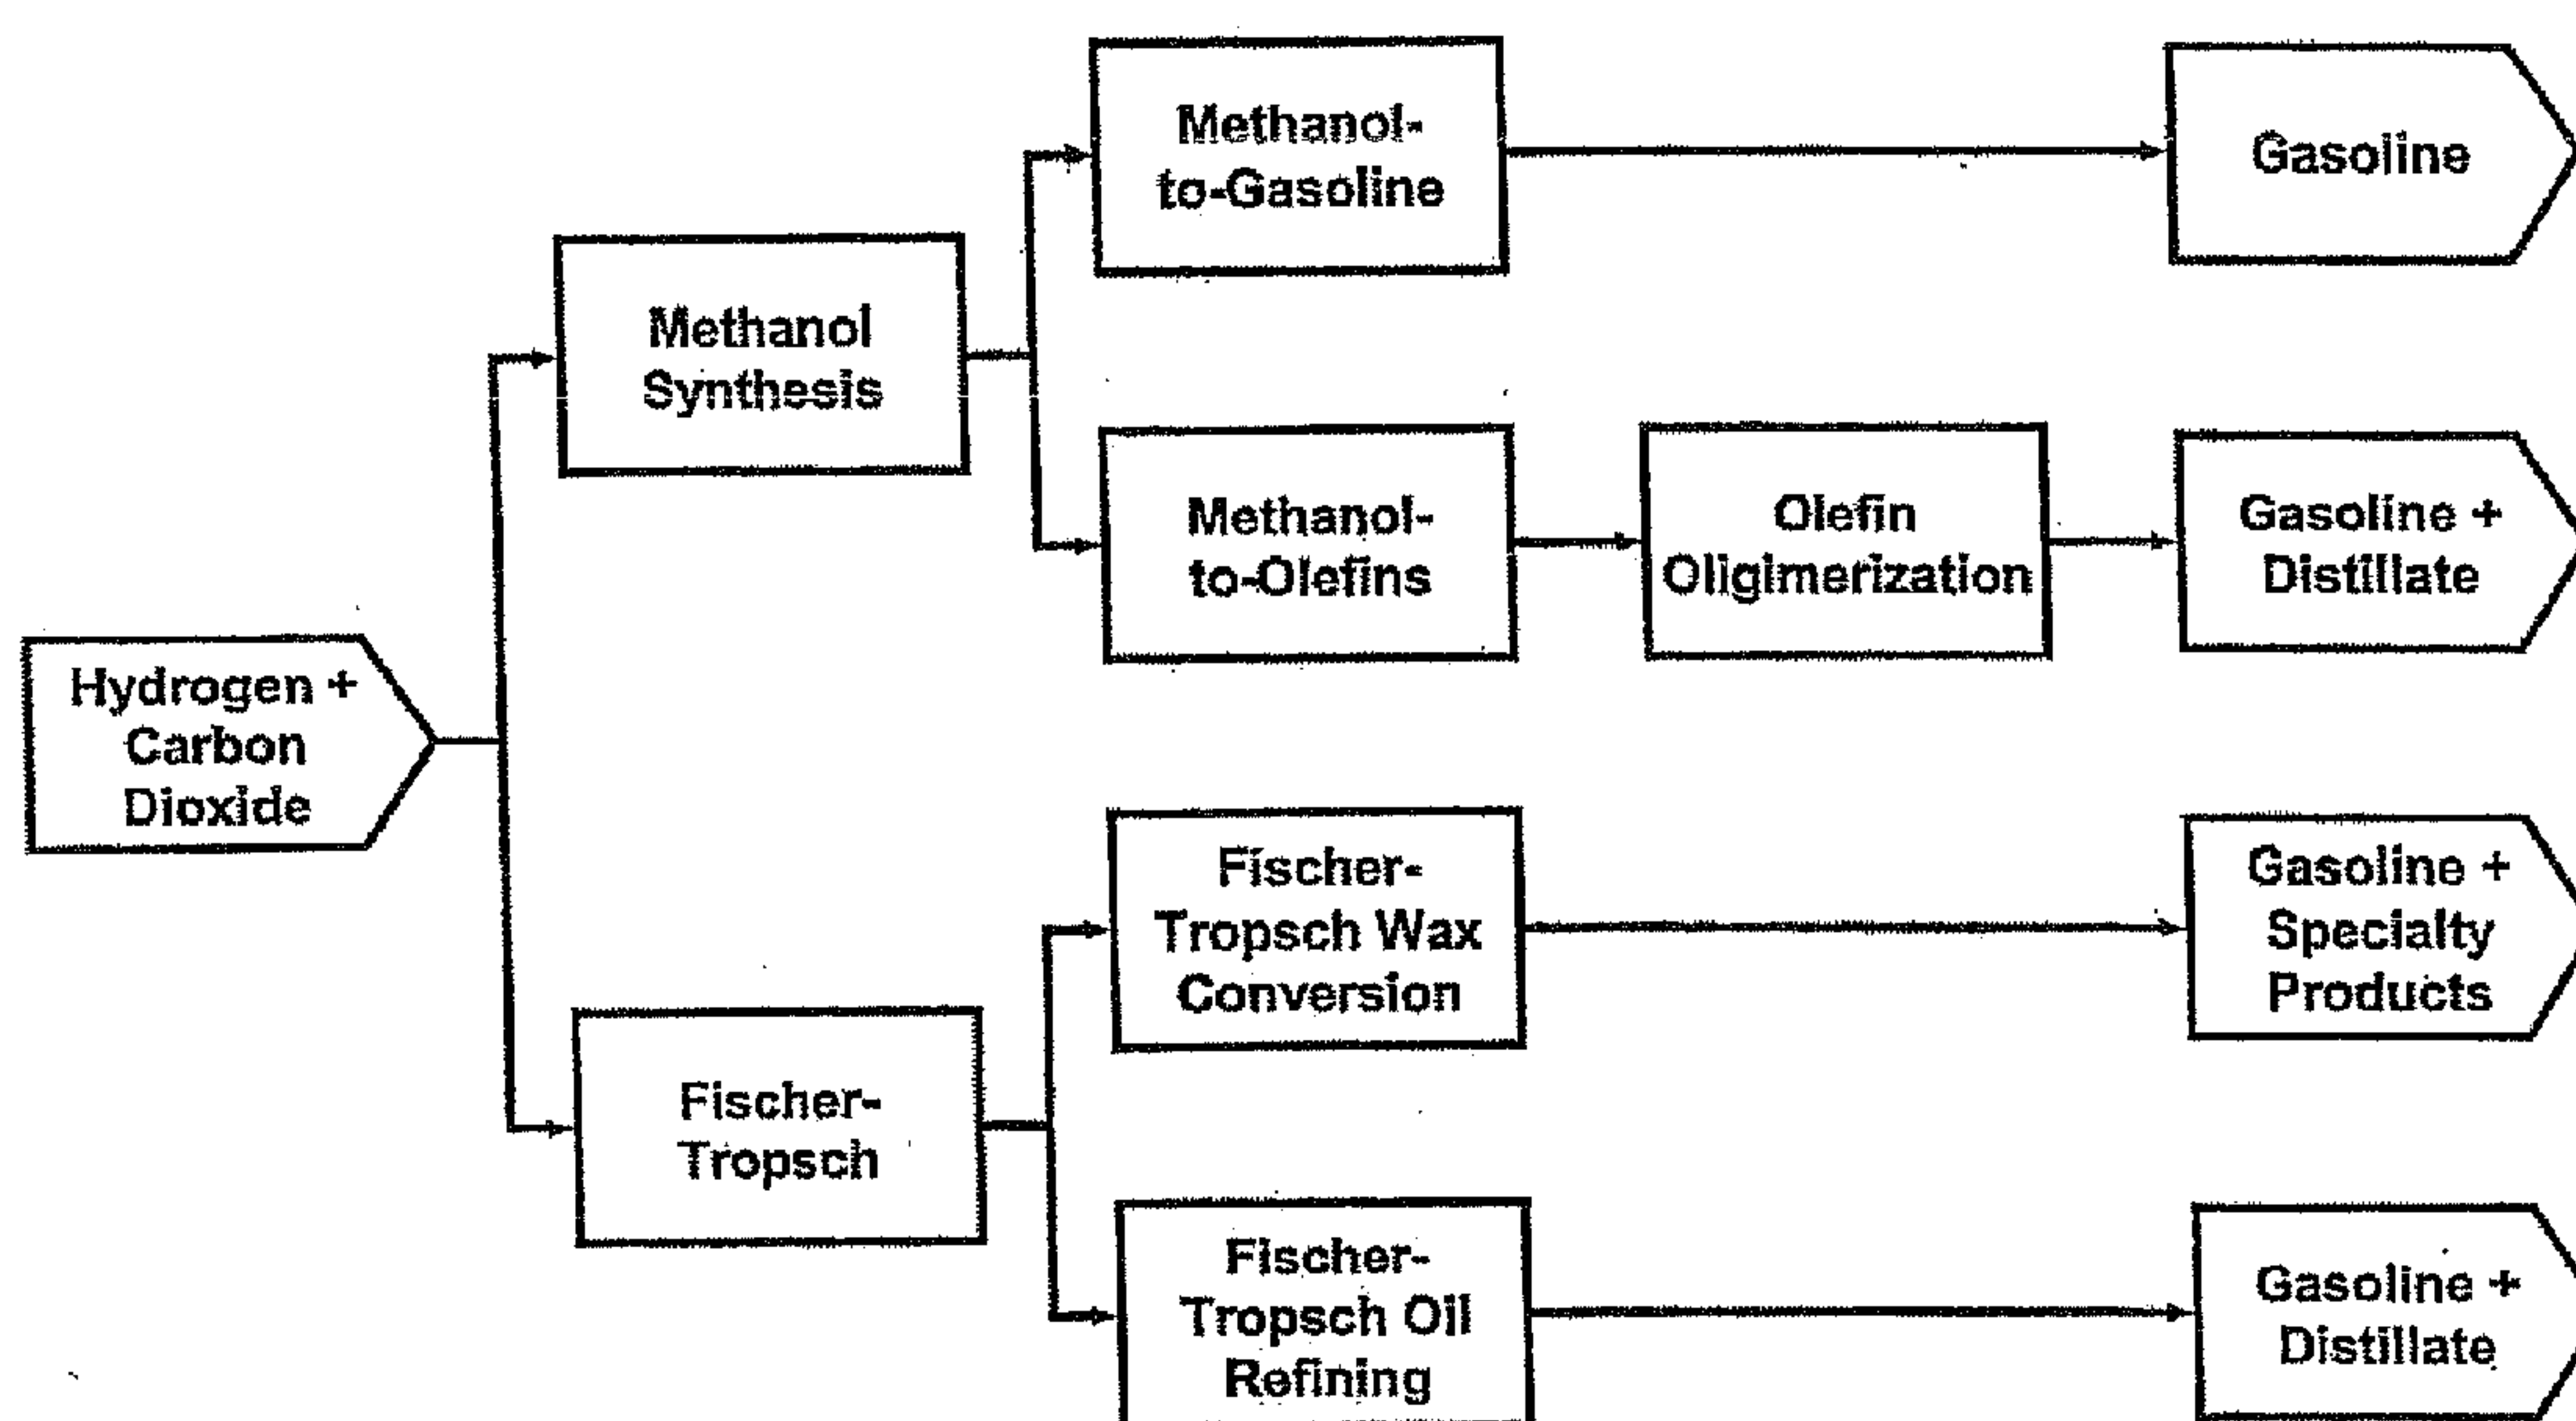 Methanol-
to-Gasoline
Gasoline
Methanol
Synthesis
Methanol-
to-Olefins
Olefin
Oligimerization
Gasoline +
Distillate
Hydrogen +
Carbon
Dioxide
Fischer-
Tropsch Wax
Conversion
Gasoline +
Specialty
Products
Fischer-
Tropsch
Fischer-
Tropsch Oil
Refining
Gasoline +
Distillate